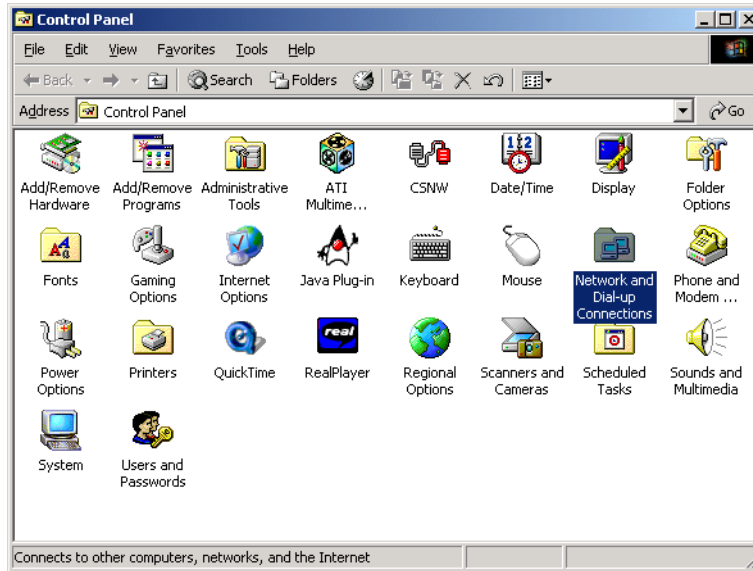 Control Panel
File Edit View Favorites Tools Help
Back Search Folders
Address Control Panel Go
Add/Remove Hardware
Add/Remove Programs
Administrative Tools
ATI Multime...
CSNW
Date/Time
Display
Folder Options
Fonts
Gaming Options
Internet Options
Java Plug-in
Keyboard
Mouse
Network and Dial-up Connections
Phone and Modem ...
Power Options
Printers
QuickTime
real
RealPlayer
Regional Options
Scanners and Cameras
Scheduled Tasks
Sounds and Multimedia
System
Users and Passwords
Connects to other computers, networks, and the Internet